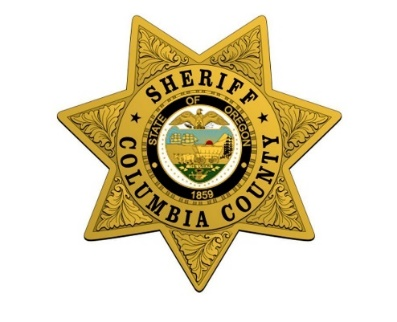 SHERIFF
STATE OF OREGON
1859
COLUMBIA COUNTY